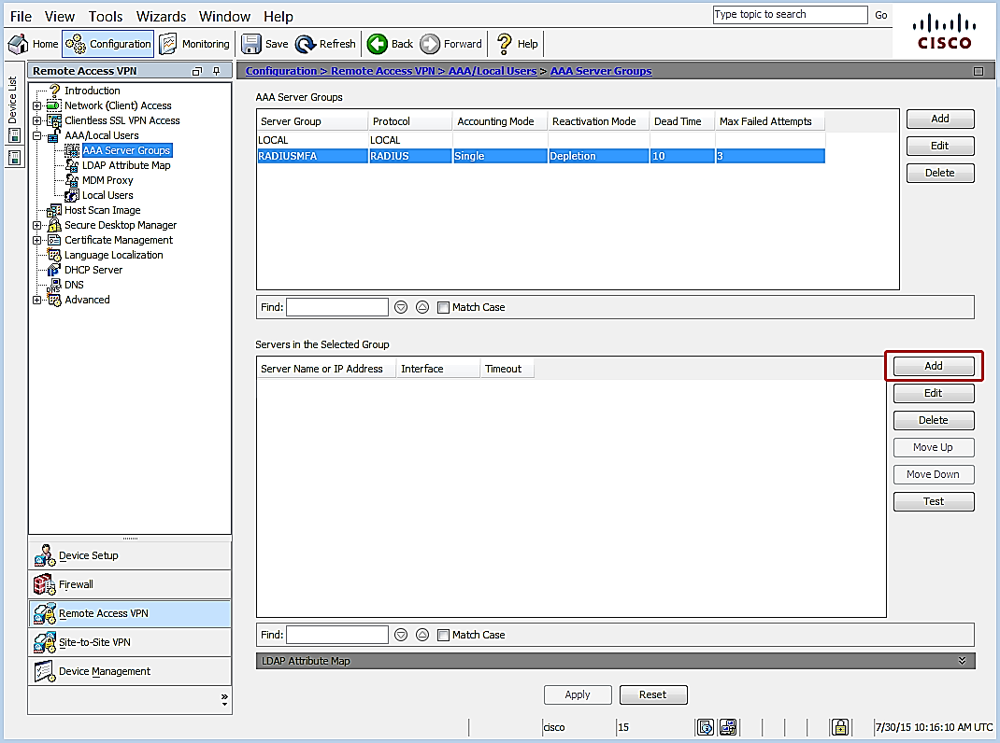 File View Tools Wizards Window Help
Type topic to search Go
Home Configuration Monitoring Save Refresh Back Forward Help
CISCO
Device List
Remote Access VPN
Introduction
Network (Client) Access
Clientless SSL VPN Access
AAA/Local Users
AAA Server Groups
LDAP Attribute Map
MDM Proxy
Local Users
Host Scan Image
Secure Desktop Manager
Certificate Management
Language Localization
DHCP Server
DNS
DNS
Advanced
Device Setup
Firewall
Remote Access VPN
Site-to-Site VPN
Device Management
Configuration > Remote Access VPN > AAA/Local Users > AAA Server Groups
AAA Server Groups
Server Group Protocol Accounting Mode Reactivation Mode Dead Time Max Failed Attempts
LOCAL LOCAL
RADIUSMFA RADIUS Single Depletion 10 3
Add
Edit
Delete
Find: Match Case
Servers in the Selected Group
Server Name or IP Address Interface Timeout
Add
Edit
Delete
Move Up
Move Down
Test
Find: Match Case
LDAP Attribute Map
Apply Reset
cisco 15 7/30/15 10:16:10 AM UTC